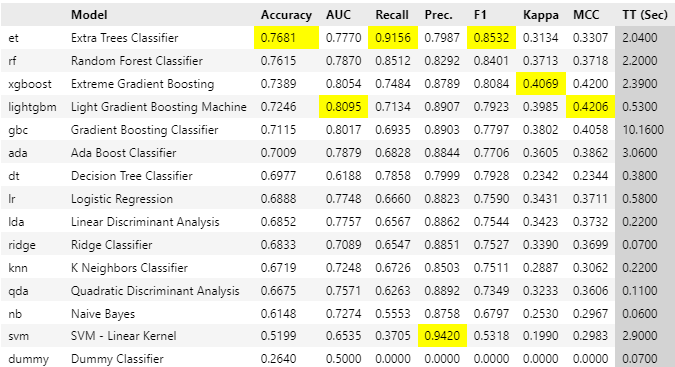 Model Accuracy AUC Recall Prec. F1 Kappa MCC TT (Sec)
et Extra Trees Classifier 0.7681 0.7770 0.9156 0.7987 0.8532 0.3134 0.3307 2.0400
rf Random Forest Classifier 0.7615 0.7870 0.8512 0.8292 0.8401 0.3713 0.3718 2.2000
xgboost Extreme Gradient Boosting 0.7389 0.8054 0.7484 0.8789 0.8084 0.4069 0.4200 2.3900
lightgbm Light Gradient Boosting Machine 0.7246 0.8095 0.7134 0.8907 0.7923 0.3985 0.4206 0.5300
gbc Gradient Boosting Classifier 0.7115 0.8017 0.6935 0.8903 0.7797 0.3802 0.4058 10.1600
ada Ada Boost Classifier 0.7009 0.7879 0.6828 0.8844 0.7706 0.3605 0.3862 3.0600
dt Decision Tree Classifier 0.6977 0.6188 0.7858 0.7999 0.7928 0.2342 0.2344 0.3800
lr Logistic Regression 0.6888 0.7748 0.6660 0.8823 0.7590 0.3431 0.3711 0.5800
lda Linear Discriminant Analysis 0.6852 0.7757 0.6567 0.8862 0.7544 0.3423 0.3732 0.2200
ridge Ridge Classifier 0.6833 0.7089 0.6547 0.8851 0.7527 0.3390 0.3699 0.0700
knn K Neighbors Classifier 0.6719 0.7248 0.6726 0.8503 0.7511 0.2887 0.3062 0.2200
qda Quadratic Discriminant Analysis 0.6675 0.7571 0.6263 0.8892 0.7349 0.3233 0.3606 0.1100
nb Naive Bayes 0.6148 0.7274 0.5553 0.8758 0.6797 0.2530 0.2967 0.0600
svm SVM - Linear Kernel 0.5199 0.6535 0.3705 0.9420 0.5318 0.1990 0.2983 2.9000
dummy Dummy Classifier 0.2640 0.5000 0.0000 0.0000 0.0000 0.0000 0.0000 0.0700